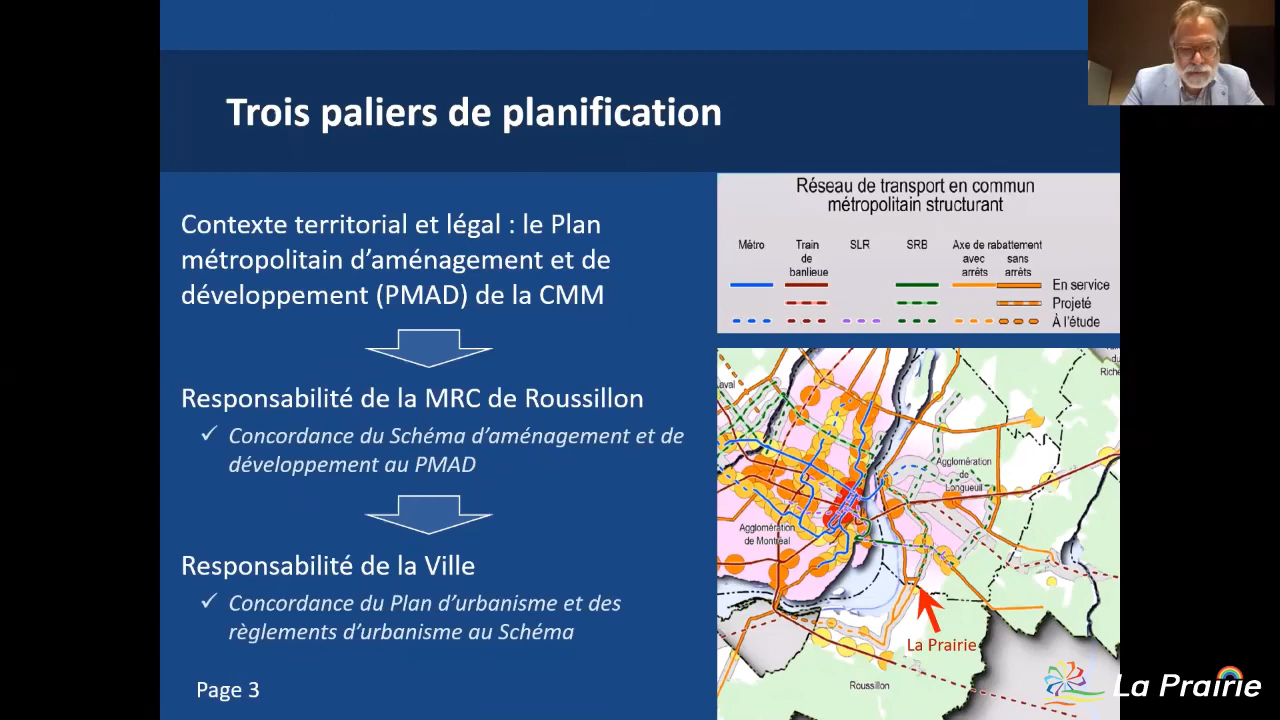 Trois paliers de planification
Contexte territorial et légal : le Plan
métropolitain d’aménagement et de
développement (PMAD) de la CMM
Responsabilité de la MRC de Roussillon
✓ Concordance du Schéma d’aménagement et de
développement au PMAD
Responsabilité de la Ville
✓ Concordance du Plan d’urbanisme et des
règlements d’urbanisme au Schéma
Page 3
Réseau de transport en commun
métropolitain structurant
Métro
Train
de
banlieue
SLR
SRB
Axe de rabattement
avec sans
arrêts arrêts
En service
Projeté
À l'étude
du
Riche
Laval
Agglomération
de
Longueuil
Agglomération
de Montréal
La Prairie
Roussillon
La Prairie